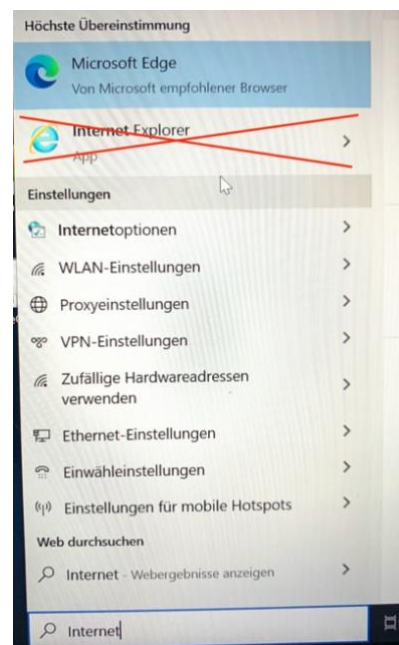 Höchste Übereinstimmung
Microsoft Edge
Von Microsoft empfohlener Browser
Internet Explorer
App
Einstellungen
Internetoptionen
WLAN-Einstellungen
Proxyeinstellungen
VPN-Einstellungen
Zufällige Hardwareadressen
verwenden
Ethernet-Einstellungen
Einwähleinstellungen
Einstellungen für mobile Hotspots
Web durchsuchen
Internet - Webergebnisse anzeigen
Internet